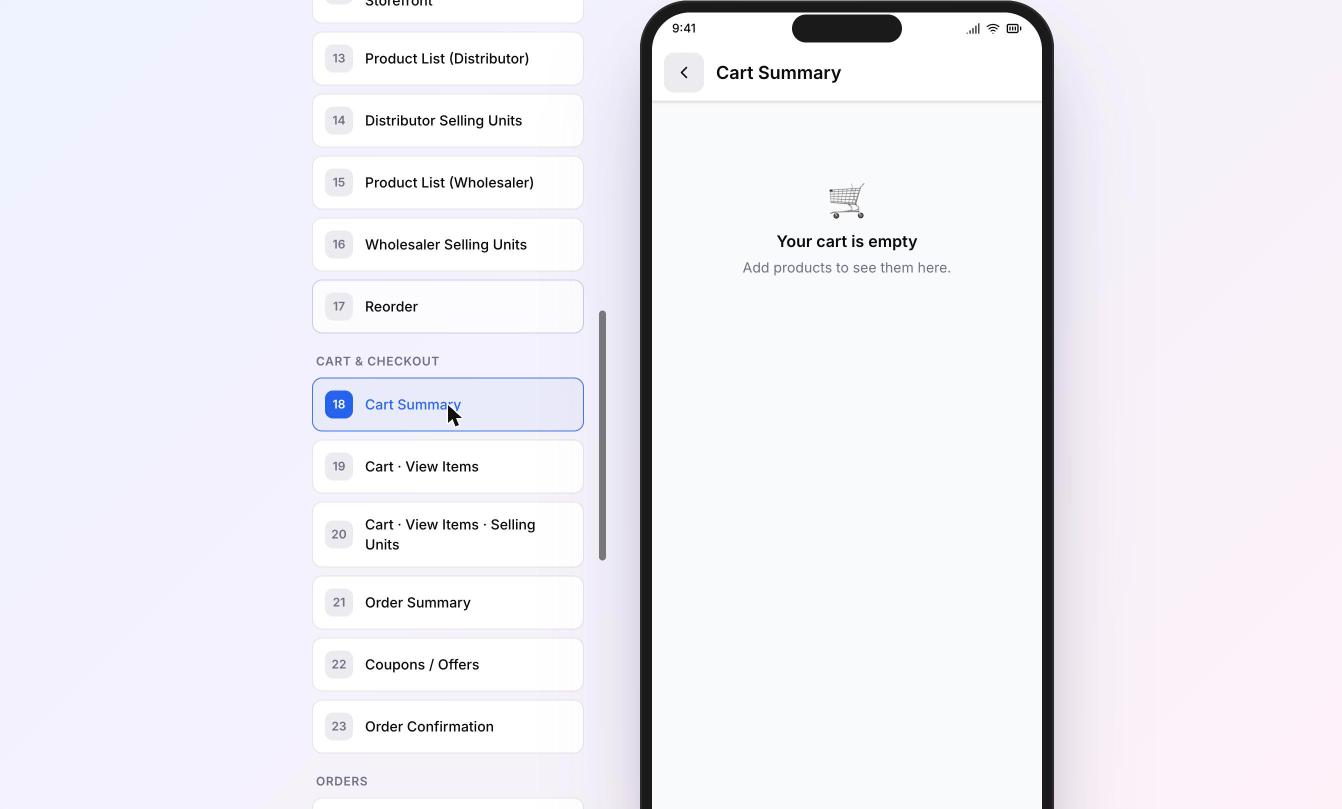 Storefront
13
Product List (Distributor)
14
Distributor Selling Units
15
Product List (Wholesaler)
16
Wholesaler Selling Units
17
Reorder
CART & CHECKOUT
18
Cart Summary
19
Cart · View Items
20
Cart · View Items · Selling
Units
21
Order Summary
22
Coupons / Offers
23
Order Confirmation
ORDERS
9:41
Cart Summary
Your cart is empty
Add products to see them here.